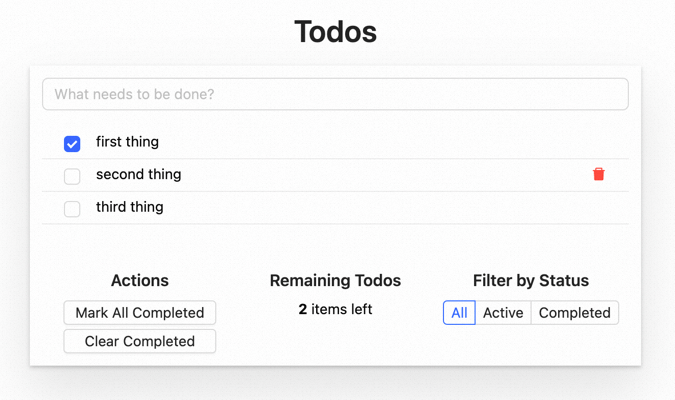 Todos
What needs to be done?
first thing
second thing
third thing
Actions
Mark All Completed
Clear Completed
Remaining Todos
2 items left
Filter by Status
All Active Completed